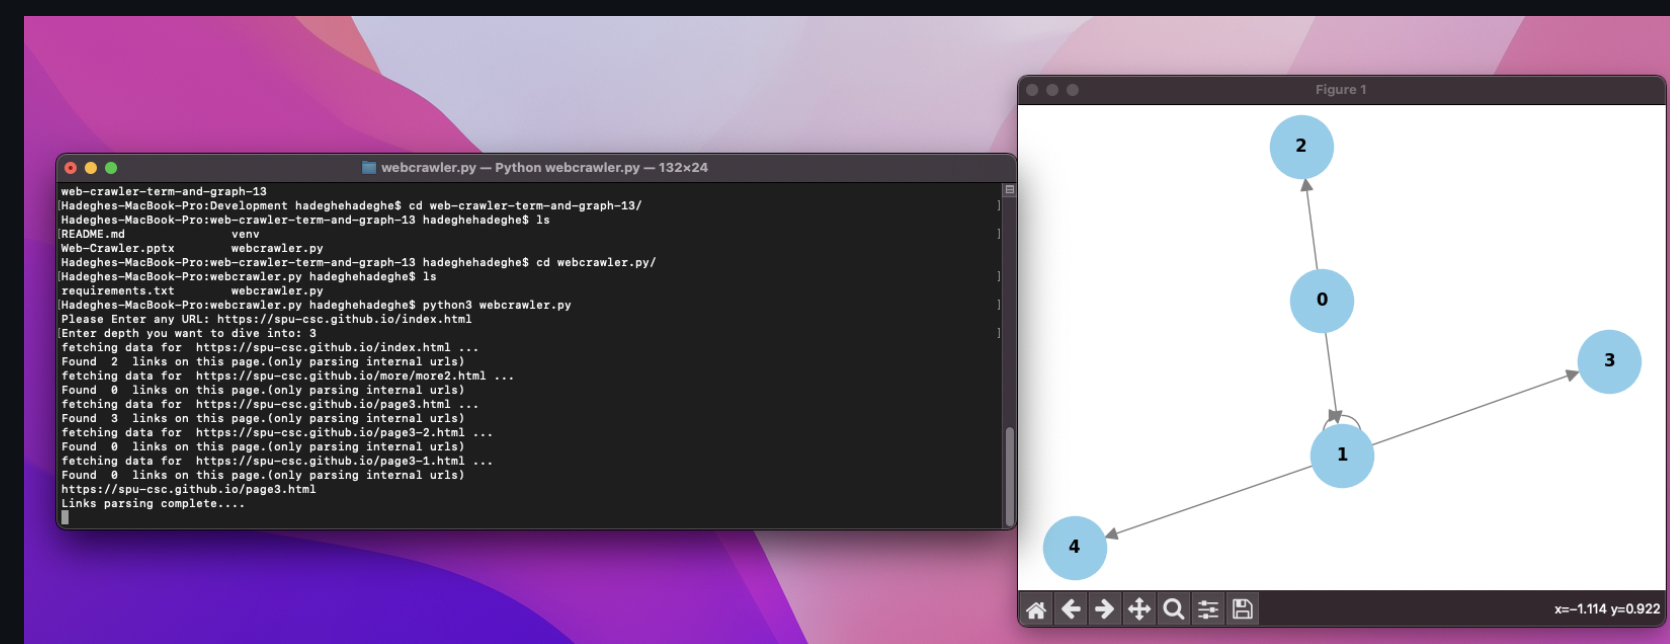 webcrawler.py — Python webcrawler.py — 132×24
web-crawler-term-and-graph-13
[Hadeghes-MacBook-Pro:Development hadeghehadeghe$ cd web-crawler-term-and-graph-13/ ]
Hadeghes-MacBook-Pro:web-crawler-term-and-graph-13 hadeghehadeghe$ ls
[README.md venv ]
Web-Crawler.pptx webcrawler.py
Hadeghes-MacBook-Pro:web-crawler-term-and-graph-13 hadeghehadeghe$ cd webcrawler.py/
[Hadeghes-MacBook-Pro:webcrawler.py hadeghehadeghe$ ls ]
requirements.txt webcrawler.py
[Hadeghes-MacBook-Pro:webcrawler.py hadeghehadeghe$ python3 webcrawler.py ]
Please Enter any URL: https://spu-csc.github.io/index.html
[Enter depth you want to dive into: 3 ]
fetching data for https://spu-csc.github.io/index.html ...
Found 2 links on this page.(only parsing internal urls)
fetching data for https://spu-csc.github.io/more/more2.html ...
Found 0 links on this page.(only parsing internal urls)
fetching data for https://spu-csc.github.io/page3.html ...
Found 3 links on this page.(only parsing internal urls)
fetching data for https://spu-csc.github.io/page3-2.html ...
Found 0 links on this page.(only parsing internal urls)
fetching data for https://spu-csc.github.io/page3-1.html ...
Found 0 links on this page.(only parsing internal urls)
https://spu-csc.github.io/page3.html
Links parsing complete....
Figure 1
2
0
3
1
4
x=−1.114 y=0.922